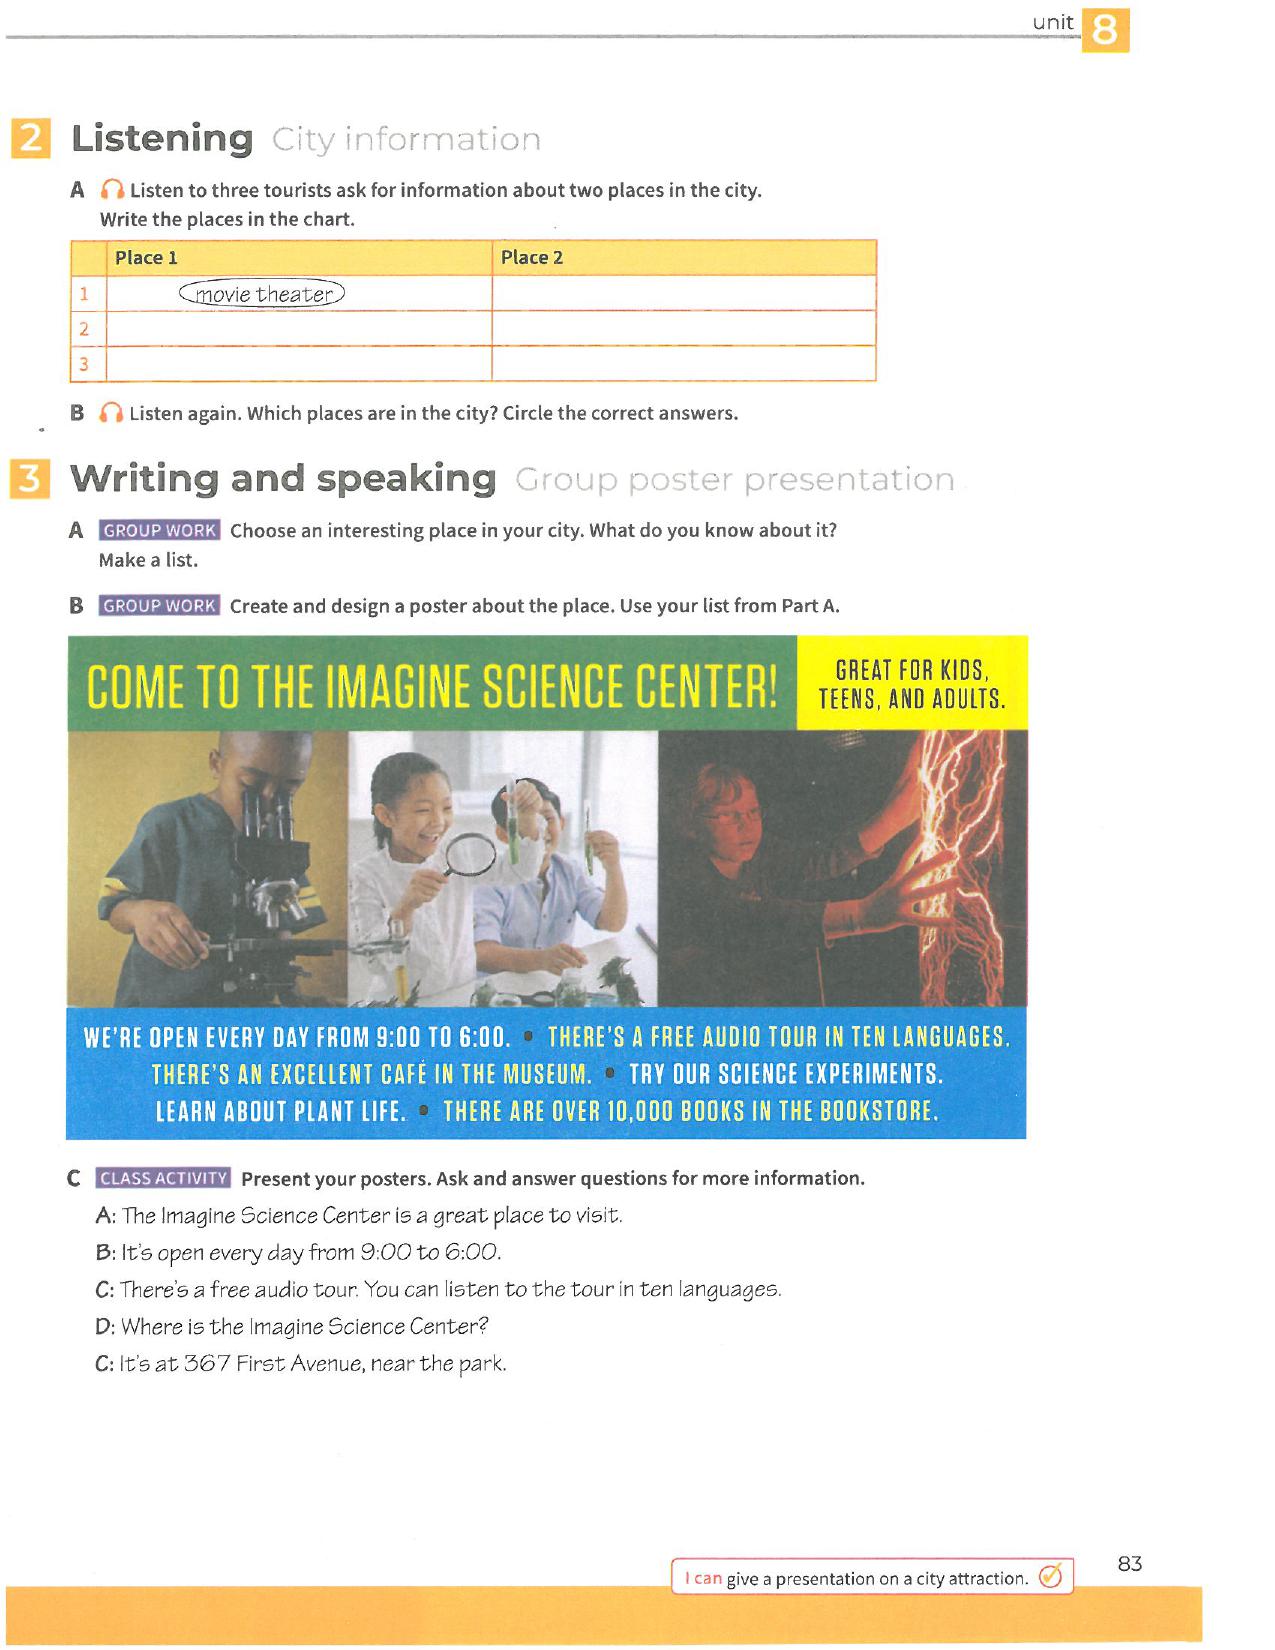 unit 8
2 Listening City information
A Listen to three tourists ask for information about two places in the city.
Write the places in the chart.
Place 1 Place 2
1 movie theater
2
3
B Listen again. Which places are in the city? Circle the correct answers.
3 Writing and speaking Group poster presentation
A GROUP WORK Choose an interesting place in your city. What do you know about it?
Make a list.
B GROUP WORK Create and design a poster about the place. Use your list from Part A.
COME TO THE IMAGINE SCIENCE CENTER!
GREAT FOR KIDS,
TEENS, AND ADULTS.
WE'RE OPEN EVERY DAY FROM 9:00 TO 6:00. • THERE'S A FREE AUDIO TOUR IN TEN LANGUAGES.
THERE'S AN EXCELLENT CAFÉ IN THE MUSEUM. • TRY OUR SCIENCE EXPERIMENTS.
LEARN ABOUT PLANT LIFE. • THERE ARE OVER 10,000 BOOKS IN THE BOOKSTORE.
C CLASS ACTIVITY Present your posters. Ask and answer questions for more information.
A: The Imagine Science Center is a great place to visit.
B: It's open every day from 9:00 to 6:00.
C: There's a free audio tour. You can listen to the tour in ten languages.
D: Where is the Imagine Science Center?
C: It's at 367 First Avenue, near the park.
I can give a presentation on a city attraction.
83